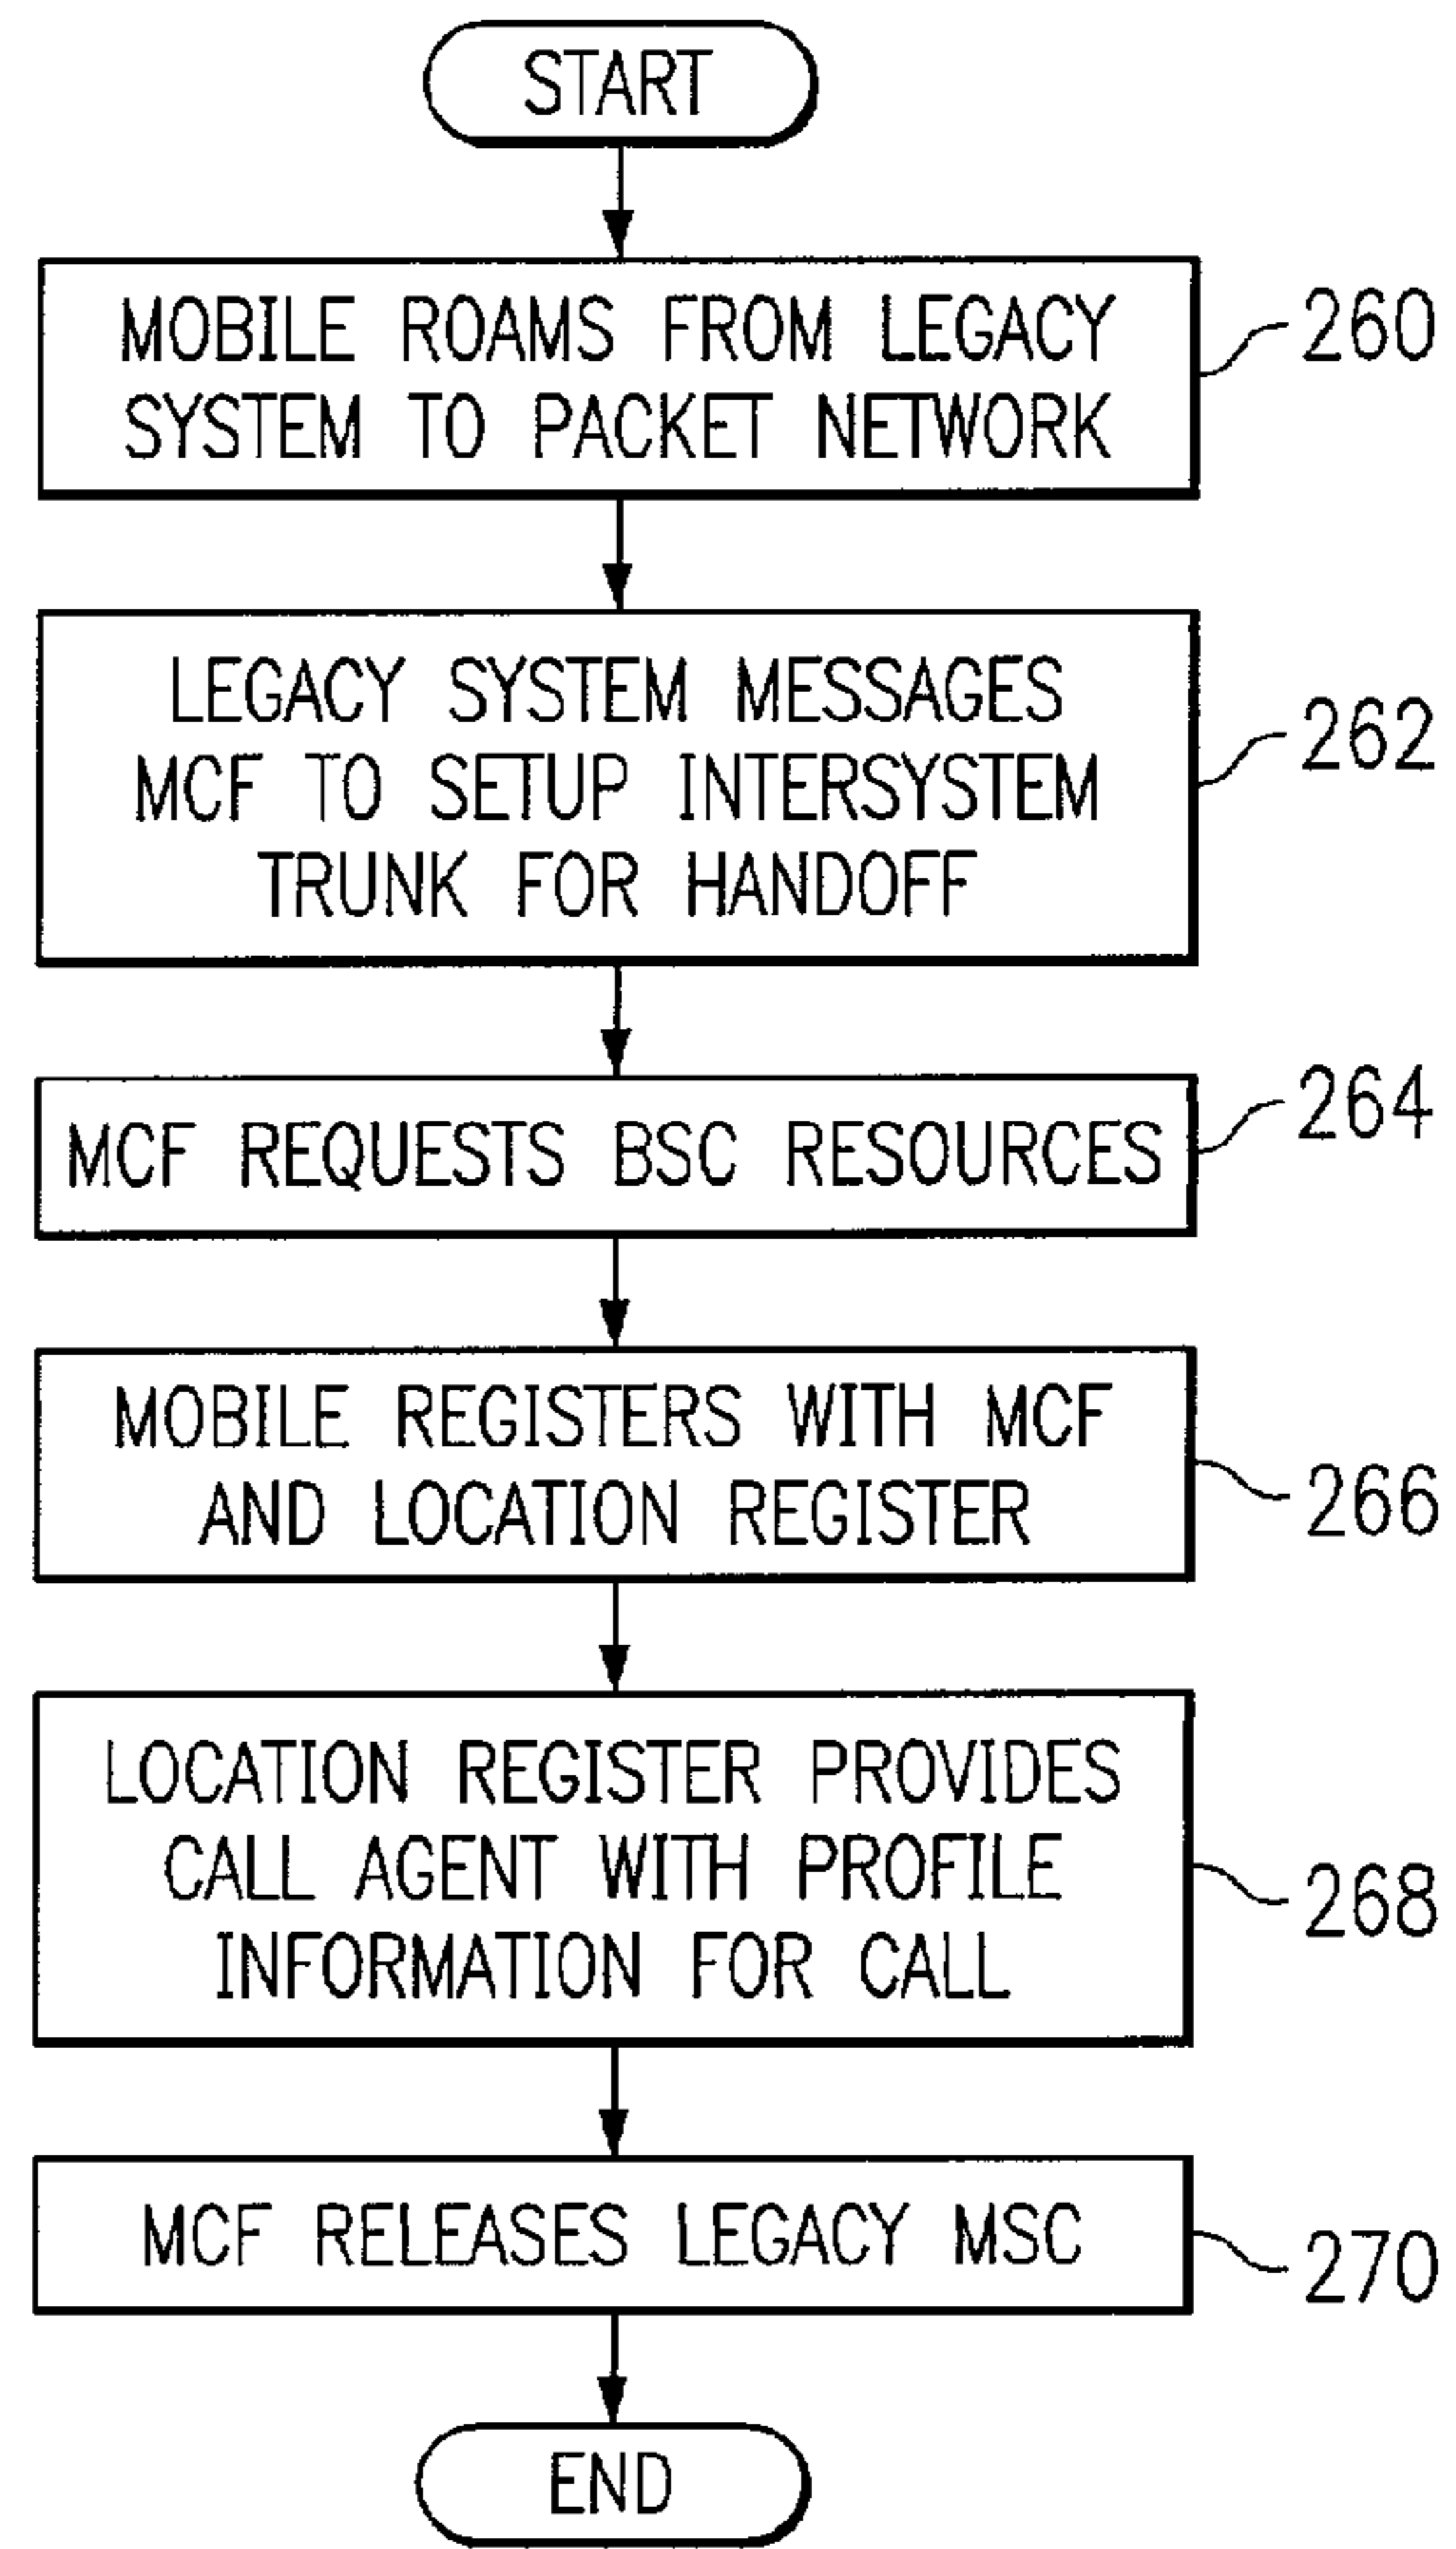 START
MOBILE ROAMS FROM LEGACY
SYSTEM TO PACKET NETWORK
260
LEGACY SYSTEM MESSAGES
MCF TO SETUP INTERSYSTEM
TRUNK FOR HANDOFF
262
MCF REQUESTS BSC RESOURCES
264
MOBILE REGISTERS WITH MCF
AND LOCATION REGISTER
266
LOCATION REGISTER PROVIDES
CALL AGENT WITH PROFILE
INFORMATION FOR CALL
268
MCF RELEASES LEGACY MSC
270
END